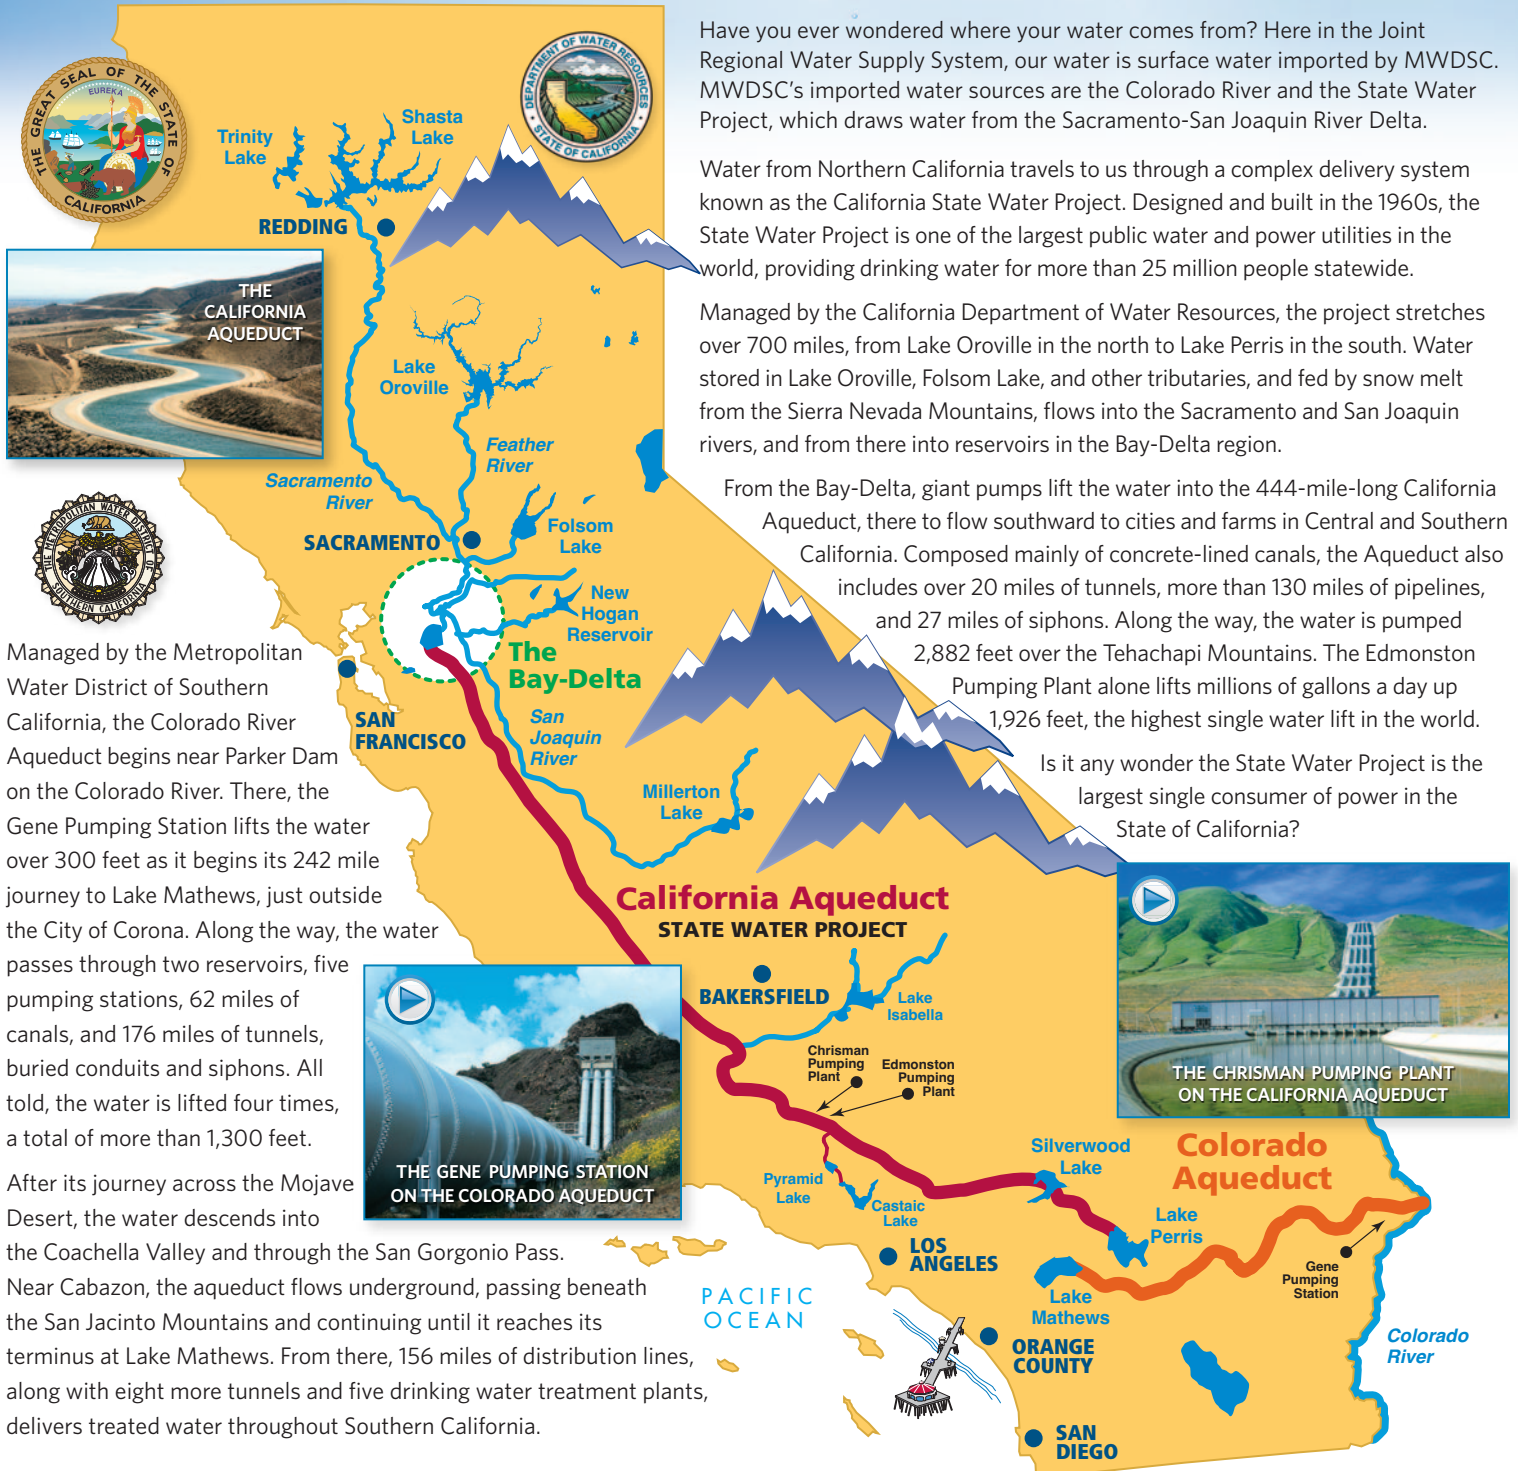 THE GREAT SEAL OF THE STATE OF CALIFORNIA
EUREKA
DEPARTMENT OF WATER RESOURCES
STATE OF CALIFORNIA
Have you ever wondered where your water comes from? Here in the Joint
Regional Water Supply System, our water is surface water imported by MWDSC.
MWDSC's imported water sources are the Colorado River and the State Water
Project, which draws water from the Sacramento-San Joaquin River Delta.
Water from Northern California travels to us through a complex delivery system
known as the California State Water Project. Designed and built in the 1960s, the
State Water Project is one of the largest public water and power utilities in the
world, providing drinking water for more than 25 million people statewide.
Managed by the California Department of Water Resources, the project stretches
over 700 miles, from Lake Oroville in the north to Lake Perris in the south. Water
stored in Lake Oroville, Folsom Lake, and other tributaries, and fed by snow melt
from the Sierra Nevada Mountains, flows into the Sacramento and San Joaquin
rivers, and from there into reservoirs in the Bay-Delta region.
From the Bay-Delta, giant pumps lift the water into the 444-mile-long California
Aqueduct, there to flow southward to cities and farms in Central and Southern
California. Composed mainly of concrete-lined canals, the Aqueduct also
includes over 20 miles of tunnels, more than 130 miles of pipelines,
and 27 miles of siphons. Along the way, the water is pumped
2,882 feet over the Tehachapi Mountains. The Edmonston
Pumping Plant alone lifts millions of gallons a day up
1,926 feet, the highest single water lift in the world.
Is it any wonder the State Water Project is the
largest single consumer of power in the
State of California?
Trinity
Lake
Shasta
Lake
REDDING
THE
CALIFORNIA
AQUEDUCT
Lake
Oroville
Feather
River
Sacramento
River
SACRAMENTO
Folsom
Lake
New
Hogan
Reservoir
The
Bay-Delta
SAN
FRANCISCO
San
Joaquin
River
Millerton
Lake
THE METROPOLITAN WATER DISTRICT OF
SOUTHERN CALIFORNIA
Managed by the Metropolitan
Water District of Southern
California, the Colorado River
Aqueduct begins near Parker Dam
on the Colorado River. There, the
Gene Pumping Station lifts the water
over 300 feet as it begins its 242 mile
journey to Lake Mathews, just outside
the City of Corona. Along the way, the water
passes through two reservoirs, five
pumping stations, 62 miles of
canals, and 176 miles of tunnels,
buried conduits and siphons. All
told, the water is lifted four times,
a total of more than 1,300 feet.
After its journey across the Mojave
Desert, the water descends into
the Coachella Valley and through the San Gorgonio Pass.
Near Cabazon, the aqueduct flows underground, passing beneath
the San Jacinto Mountains and continuing until it reaches its
terminus at Lake Mathews. From there, 156 miles of distribution lines,
along with eight more tunnels and five drinking water treatment plants,
delivers treated water throughout Southern California.
California Aqueduct
STATE WATER PROJECT
BAKERSFIELD
Lake
Isabella
Chrisman
Pumping
Plant
Edmonston
Pumping
Plant
THE GENE PUMPING STATION
ON THE COLORADO AQUEDUCT
THE CHRISMAN PUMPING PLANT
ON THE CALIFORNIA AQUEDUCT
Pyramid
Lake
Castaic
Lake
Silverwood
Lake
Colorado
Aqueduct
Lake
Perris
LOS
ANGELES
Lake
Mathews
Gene
Pumping
Station
PACIFIC
OCEAN
ORANGE
COUNTY
Colorado
River
SAN
DIEGO